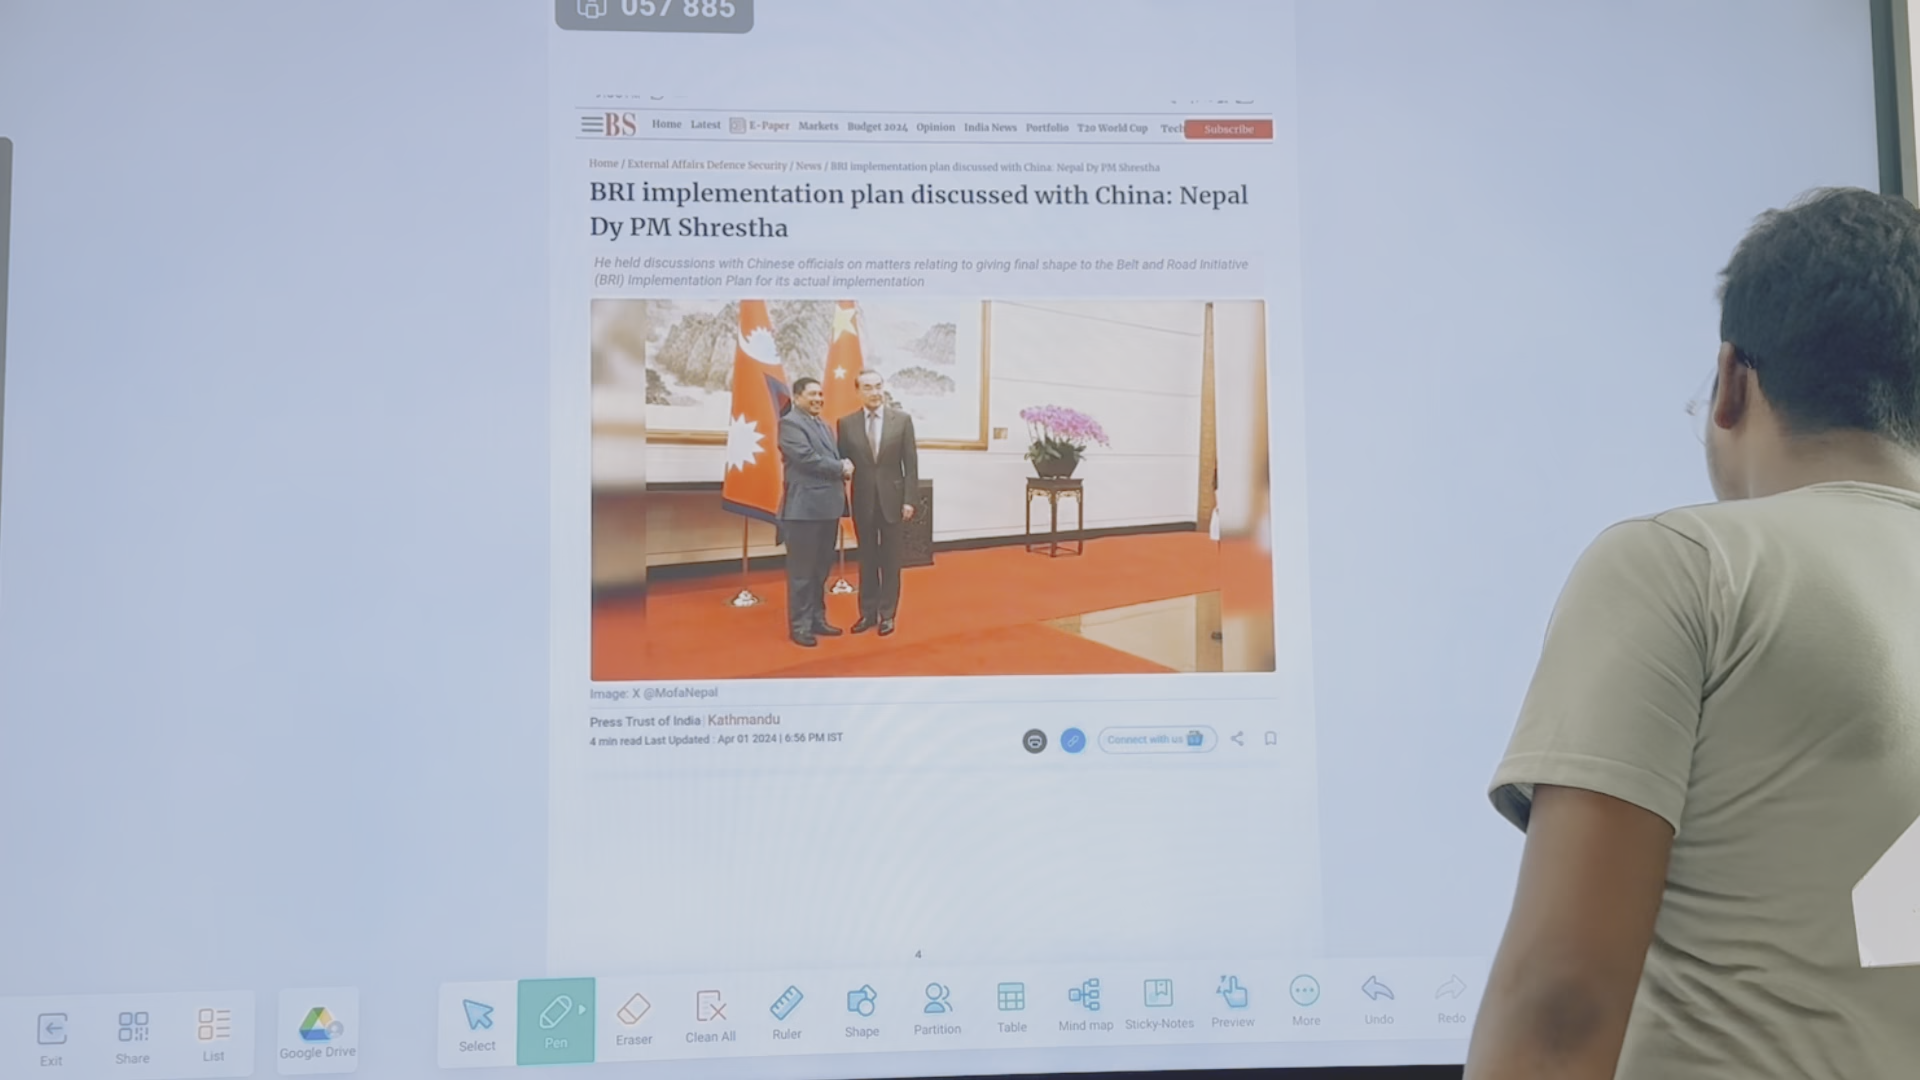 057 885
BS Home Latest E-Paper Markets Budget 2024 Opinion India News Portfolio T20 World Cup Tech Subscribe
Home / External Affairs Defence Security / News / BRI implementation plan discussed with China: Nepal Dy PM Shrestha
BRI implementation plan discussed with China: Nepal
Dy PM Shrestha
He held discussions with Chinese officials on matters relating to giving final shape to the Belt and Road Initiative
(BRI) Implementation Plan for its actual implementation
Image: X @MofaNepal
Press Trust of India | Kathmandu
4 min read Last Updated : Apr 01 2024 | 6:56 PM IST
Connect with us
4
Exit Share List Google Drive Select Pen Eraser Clean All Ruler Shape Partition Table Mind map Sticky-Notes Preview More Undo Redo